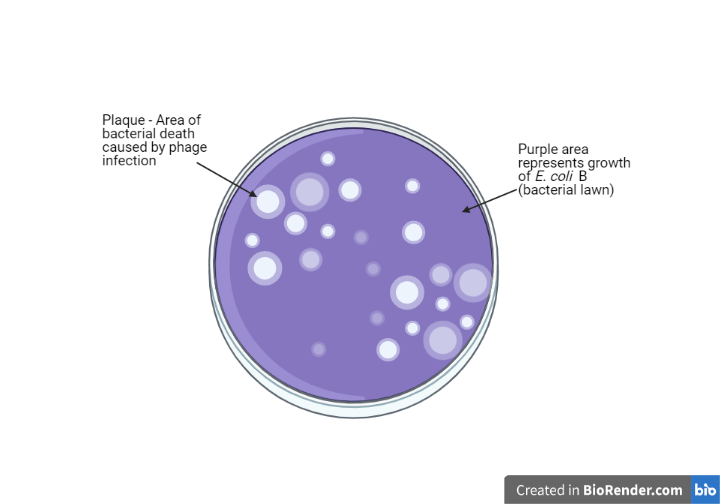 Plaque - Area of
bacterial death
caused by phage
infection
Purple area
represents growth
of E. coli B
(bacterial lawn)
Created in BioRender.com bio